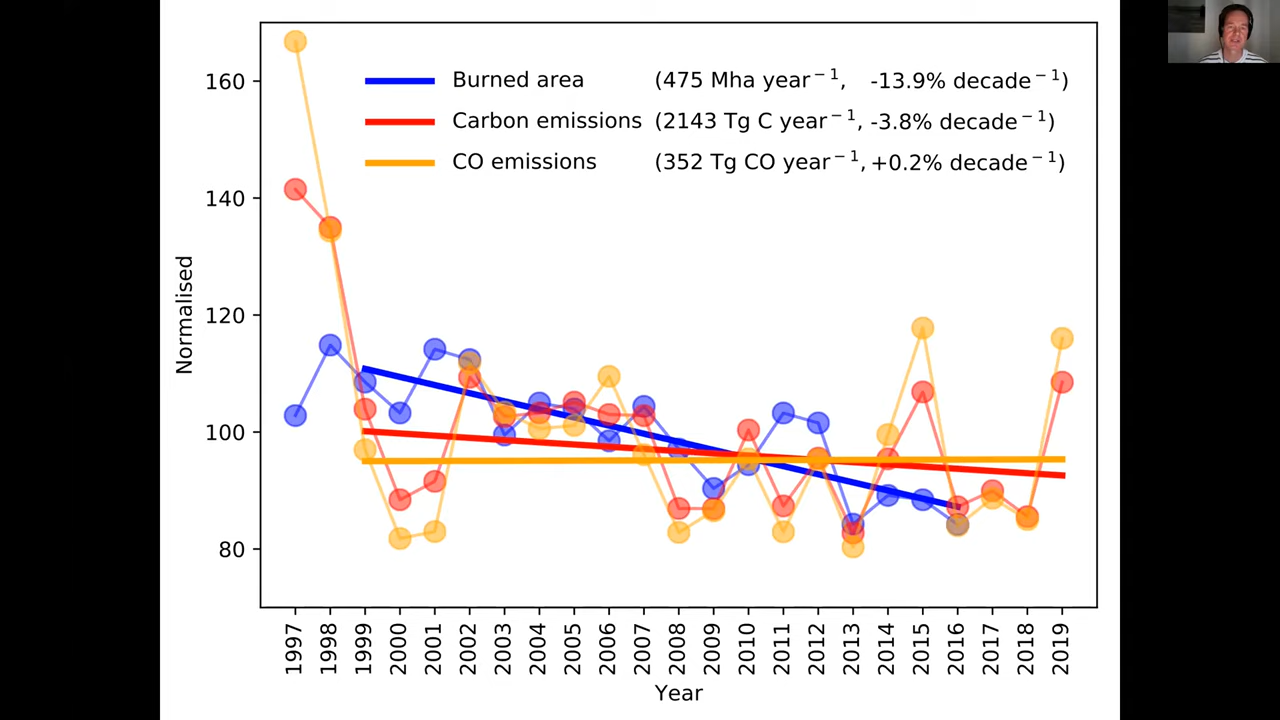 Burned area (475 Mha year⁻¹, -13.9% decade⁻¹)
Carbon emissions (2143 Tg C year⁻¹, -3.8% decade⁻¹)
CO emissions (352 Tg CO year⁻¹, +0.2% decade⁻¹)
160
140
120
100
80
Normalised
1997 1998 1999 2000 2001 2002 2003 2004 2005 2006 2007 2008 2009 2010 2011 2012 2013 2014 2015 2016 2017 2018 2019
Year